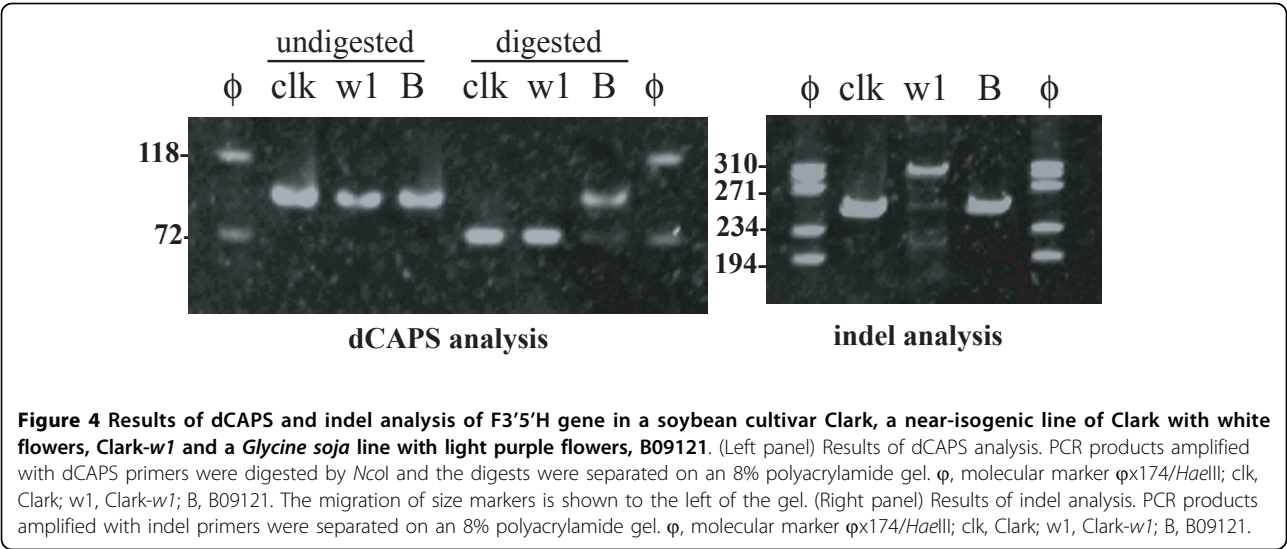 undigested digested
ϕ clk w1 B clk w1 B ϕ ϕ clk w1 B ϕ
118-
72-
310-
271-
234-
194-
dCAPS analysis
indel analysis
Figure 4 Results of dCAPS and indel analysis of F3'5'H gene in a soybean cultivar Clark, a near-isogenic line of Clark with white
flowers, Clark-w1 and a Glycine soja line with light purple flowers, B09121. (Left panel) Results of dCAPS analysis. PCR products amplified
with dCAPS primers were digested by NcoI and the digests were separated on an 8% polyacrylamide gel. φ, molecular marker φx174/HaeIII; clk,
Clark; w1, Clark-w1; B, B09121. The migration of size markers is shown to the left of the gel. (Right panel) Results of indel analysis. PCR products
amplified with indel primers were separated on an 8% polyacrylamide gel. φ, molecular marker φx174/HaeIII; clk, Clark; w1, Clark-w1; B, B09121.